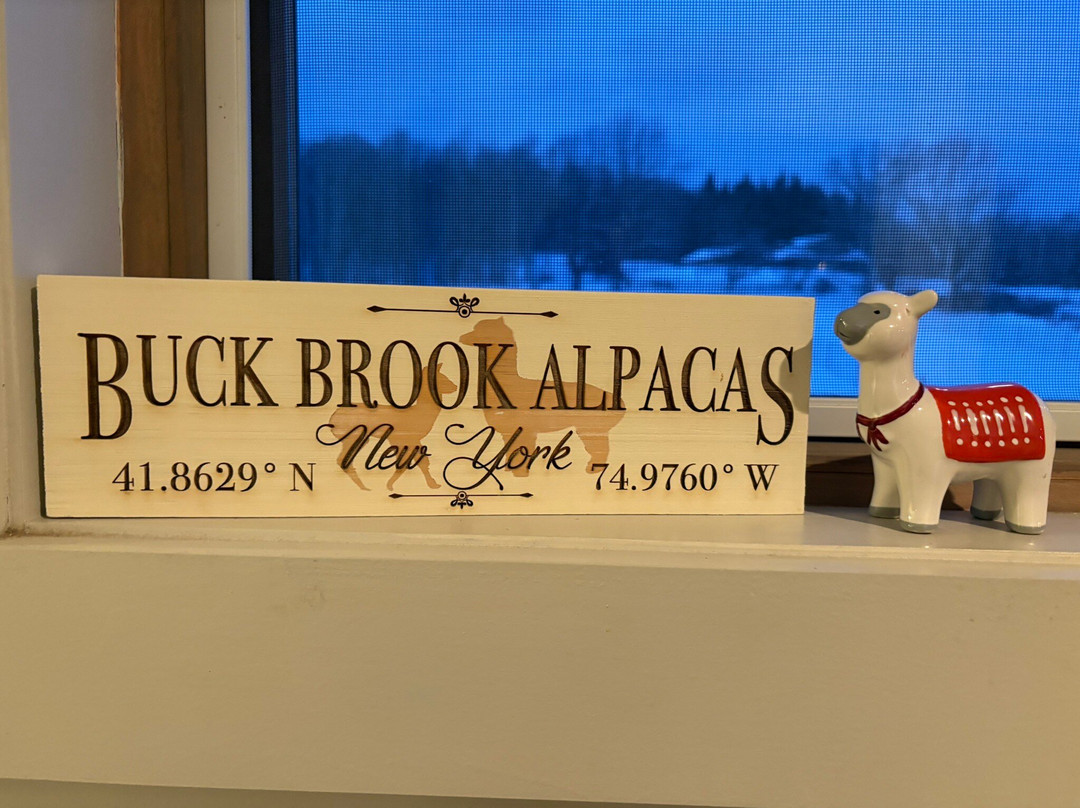 BUCK BROOK ALPACAS
New York
41.8629° N 74.9760° W